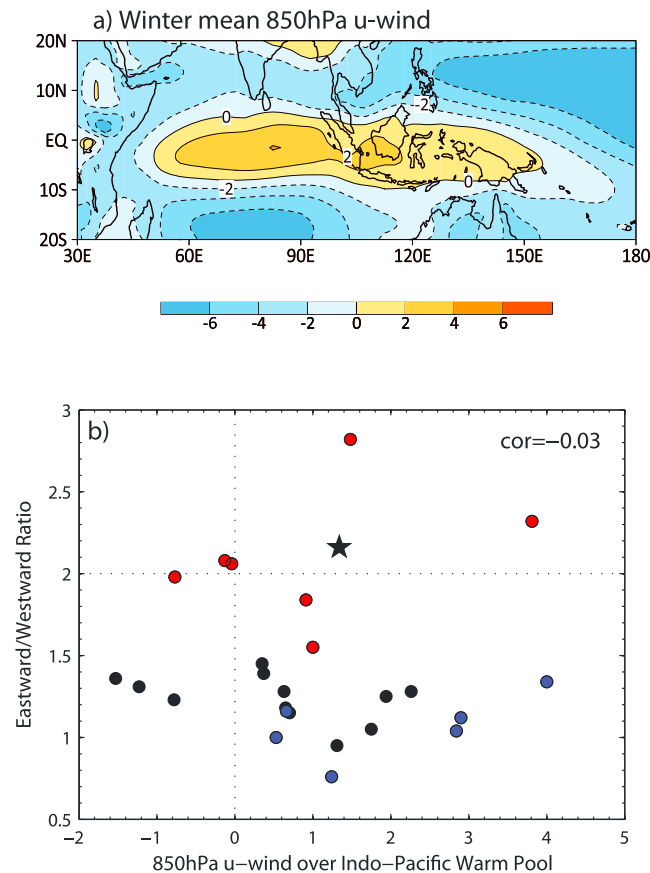 a) Winter mean 850hPa u-wind
20N
10N
EQ
10S
20S
0
-2
2
0
-2
30E 60E 90E 120E 150E 180
-6 -4 -2 0 2 4 6
b)
cor=−0.03
3
2.5
2
1.5
1
0.5
Eastward/Westward Ratio
−2 −1 0 1 2 3 4 5
850hPa u−wind over Indo−Pacific Warm Pool